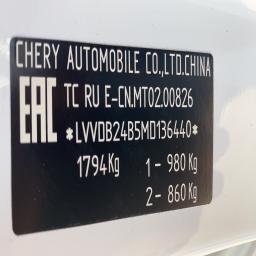 CHERY AUTOMOBILE CO.,LTD.CHINA
EAC TC RU E-CN.MT02.00826
*LVVDB24B5MD136440*
1794Kg 1 - 980 Kg
2 - 860 Kg